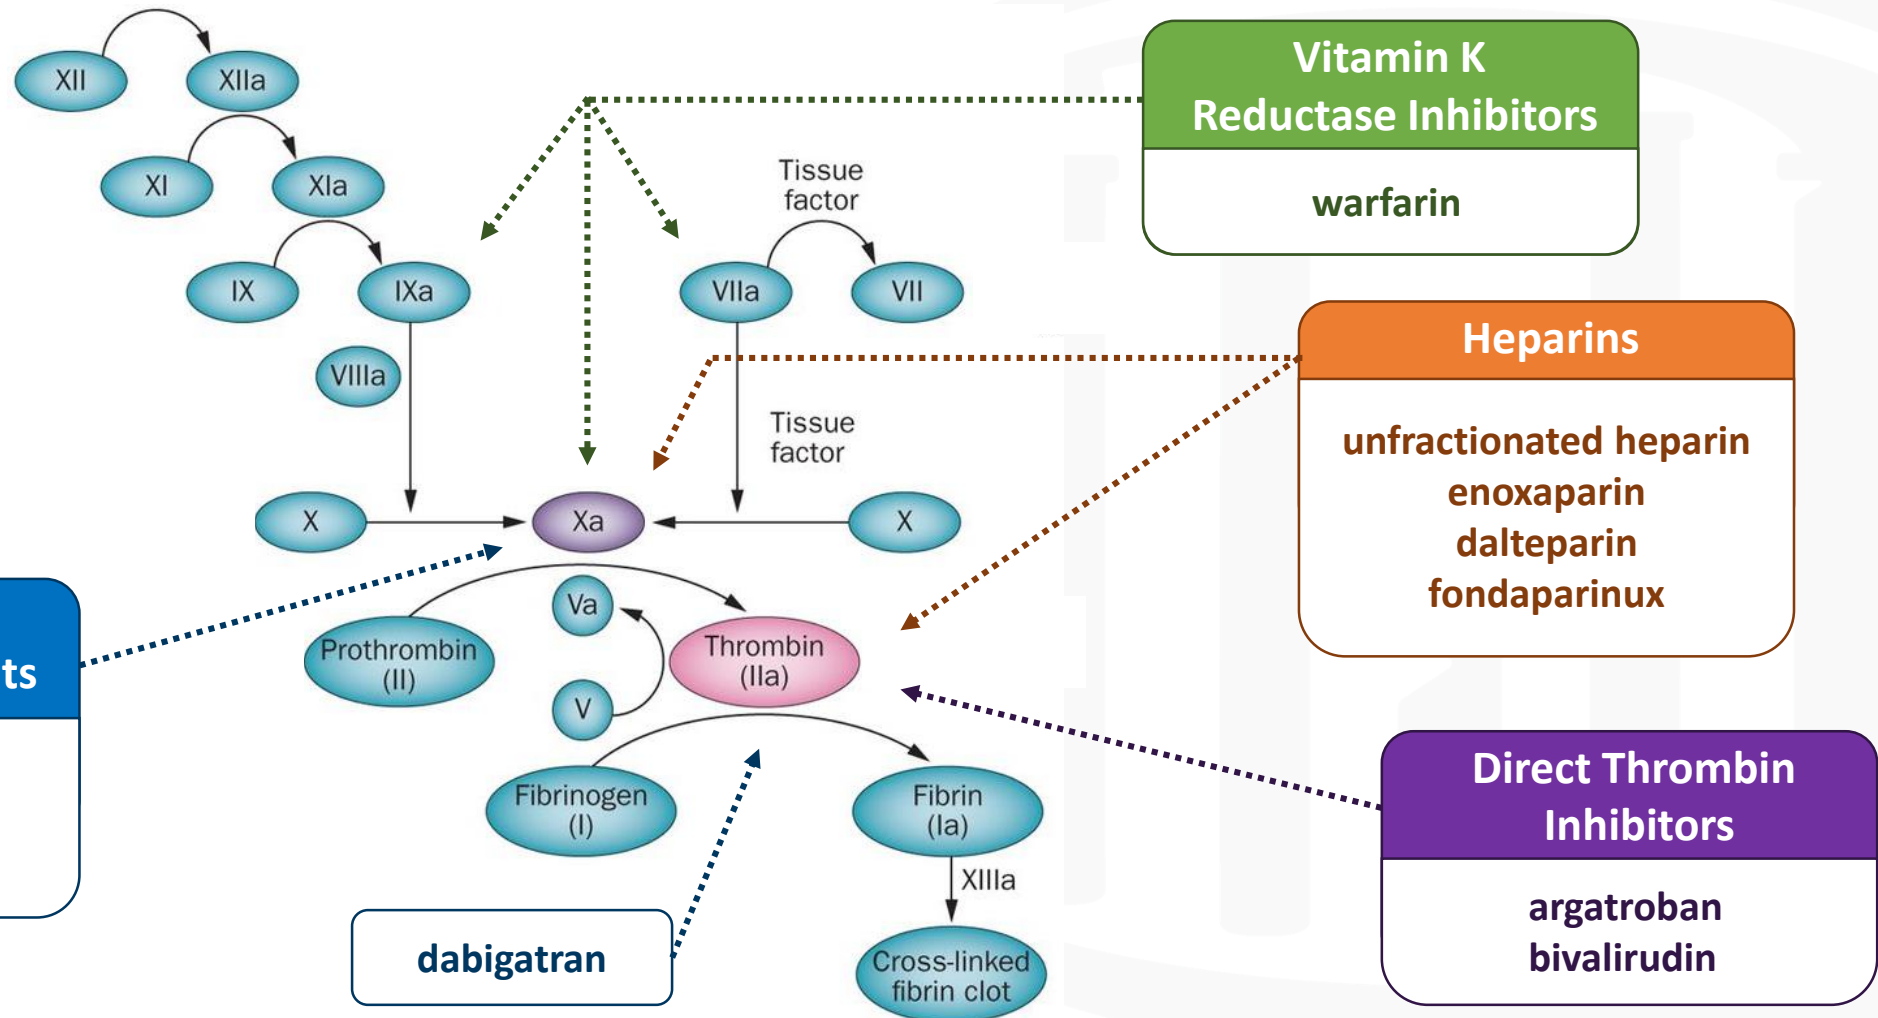 XII
XIIa
XI
XIa
IX
IXa
VIIIa
Tissue
factor
VIIa
VII
Tissue
factor
X
Xa
X
Va
Prothrombin
(II)
Thrombin
(IIa)
V
Fibrinogen
(I)
Fibrin
(Ia)
XIIIa
Cross-linked
fibrin clot
Vitamin K
Reductase Inhibitors
warfarin
Heparins
unfractionated heparin
enoxaparin
dalteparin
fondaparinux
ts
dabigatran
Direct Thrombin
Inhibitors
argatroban
bivalirudin